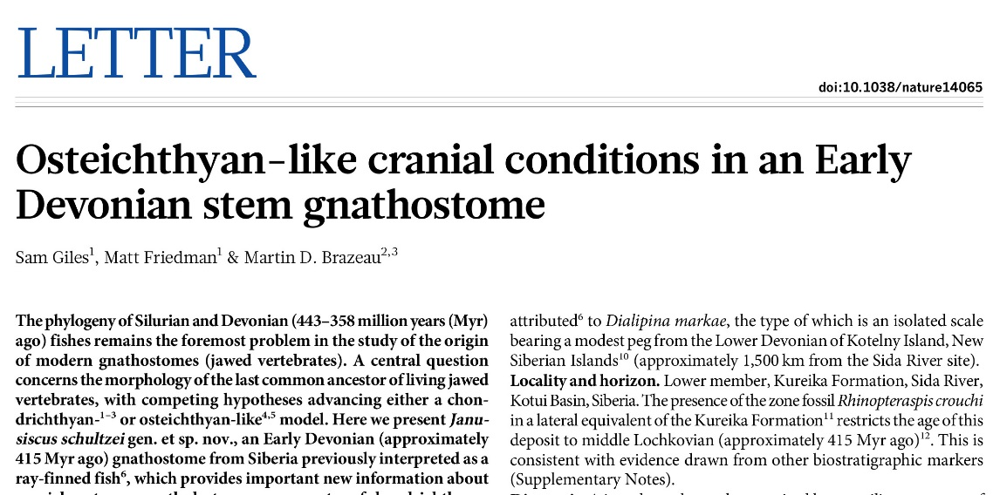 LETTER
doi:10.1038/nature14065
Osteichthyan-like cranial conditions in an Early
Devonian stem gnathostome
Sam Giles1, Matt Friedman1 & Martin D. Brazeau2,3
The phylogeny of Silurian and Devonian (443–358 million years (Myr)
ago) fishes remains the foremost problem in the study of the origin
of modern gnathostomes (jawed vertebrates). A central question
concerns the morphology of the last common ancestor of living jawed
vertebrates, with competing hypotheses advancing either a chon-
drichthyan-1–3 or osteichthyan-like4,5 model. Here we present Janu-
siscus schultzei gen. et sp. nov., an Early Devonian (approximately
415 Myr ago) gnathostome from Siberia previously interpreted as a
ray-finned fish6, which provides important new information about
attributed6 to Dialipina markae, the type of which is an isolated scale
bearing a modest peg from the Lower Devonian of Kotelny Island, New
Siberian Islands10 (approximately 1,500 km from the Sida River site).
Locality and horizon. Lower member, Kureika Formation, Sida River,
Kotui Basin, Siberia. The presence of the zone fossil Rhinopteraspis crouchi
in a lateral equivalent of the Kureika Formation11 restricts the age of this
deposit to middle Lochkovian (approximately 415 Myr ago)12. This is
consistent with evidence drawn from other biostratigraphic markers
(Supplementary Notes).